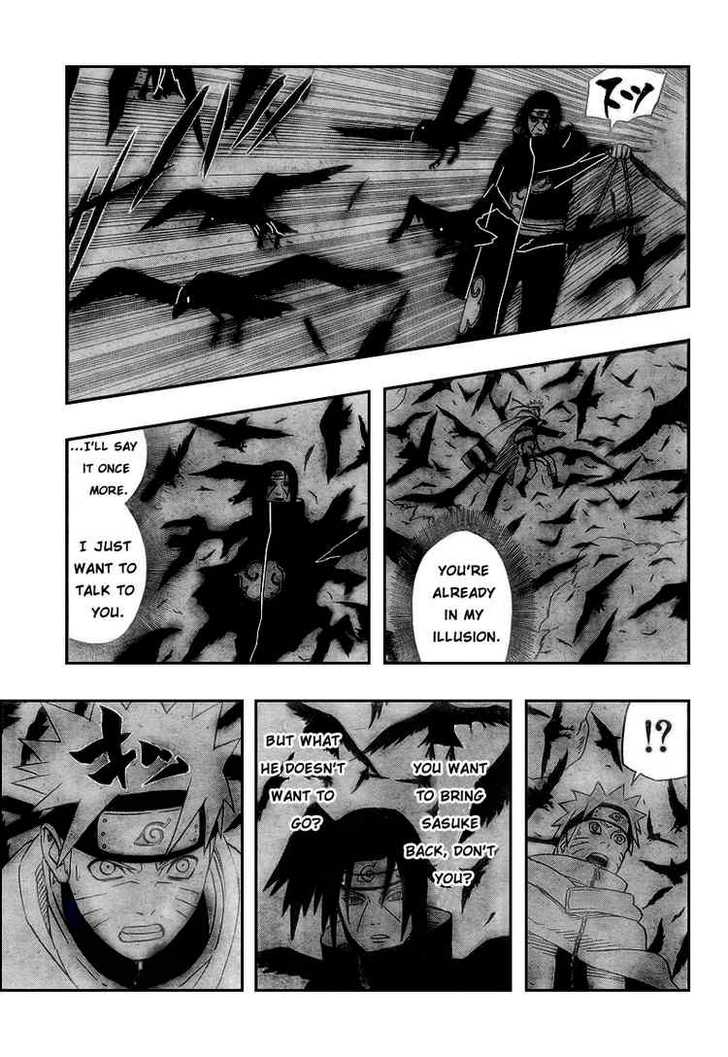 YOU'RE
ALREADY
IN MY
ILLUSION.
...I'LL SAY
IT ONCE
MORE.
I JUST
WANT TO
TALK TO
YOU.
!?
YOU WANT
TO BRING
SASUKE
BACK, DON'T
YOU?
BUT WHAT
HE DOESN'T
WANT TO
GO?